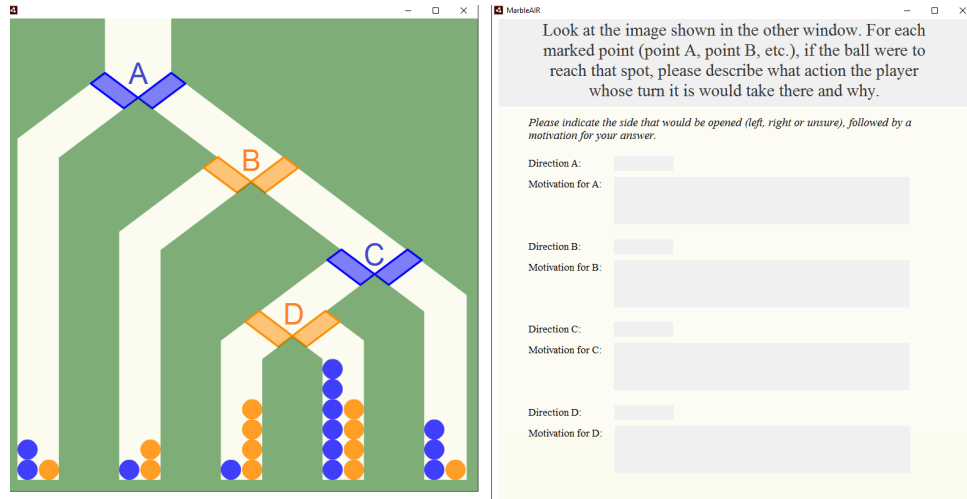 A
B
C
D
MarbleAIR
Look at the image shown in the other window. For each
marked point (point A, point B, etc.), if the ball were to
reach that spot, please describe what action the player
whose turn it is would take there and why.
Please indicate the side that would be opened (left, right or unsure), followed by a
motivation for your answer.
Direction A:
Motivation for A:
Direction B:
Motivation for B:
Direction C:
Motivation for C:
Direction D:
Motivation for D: